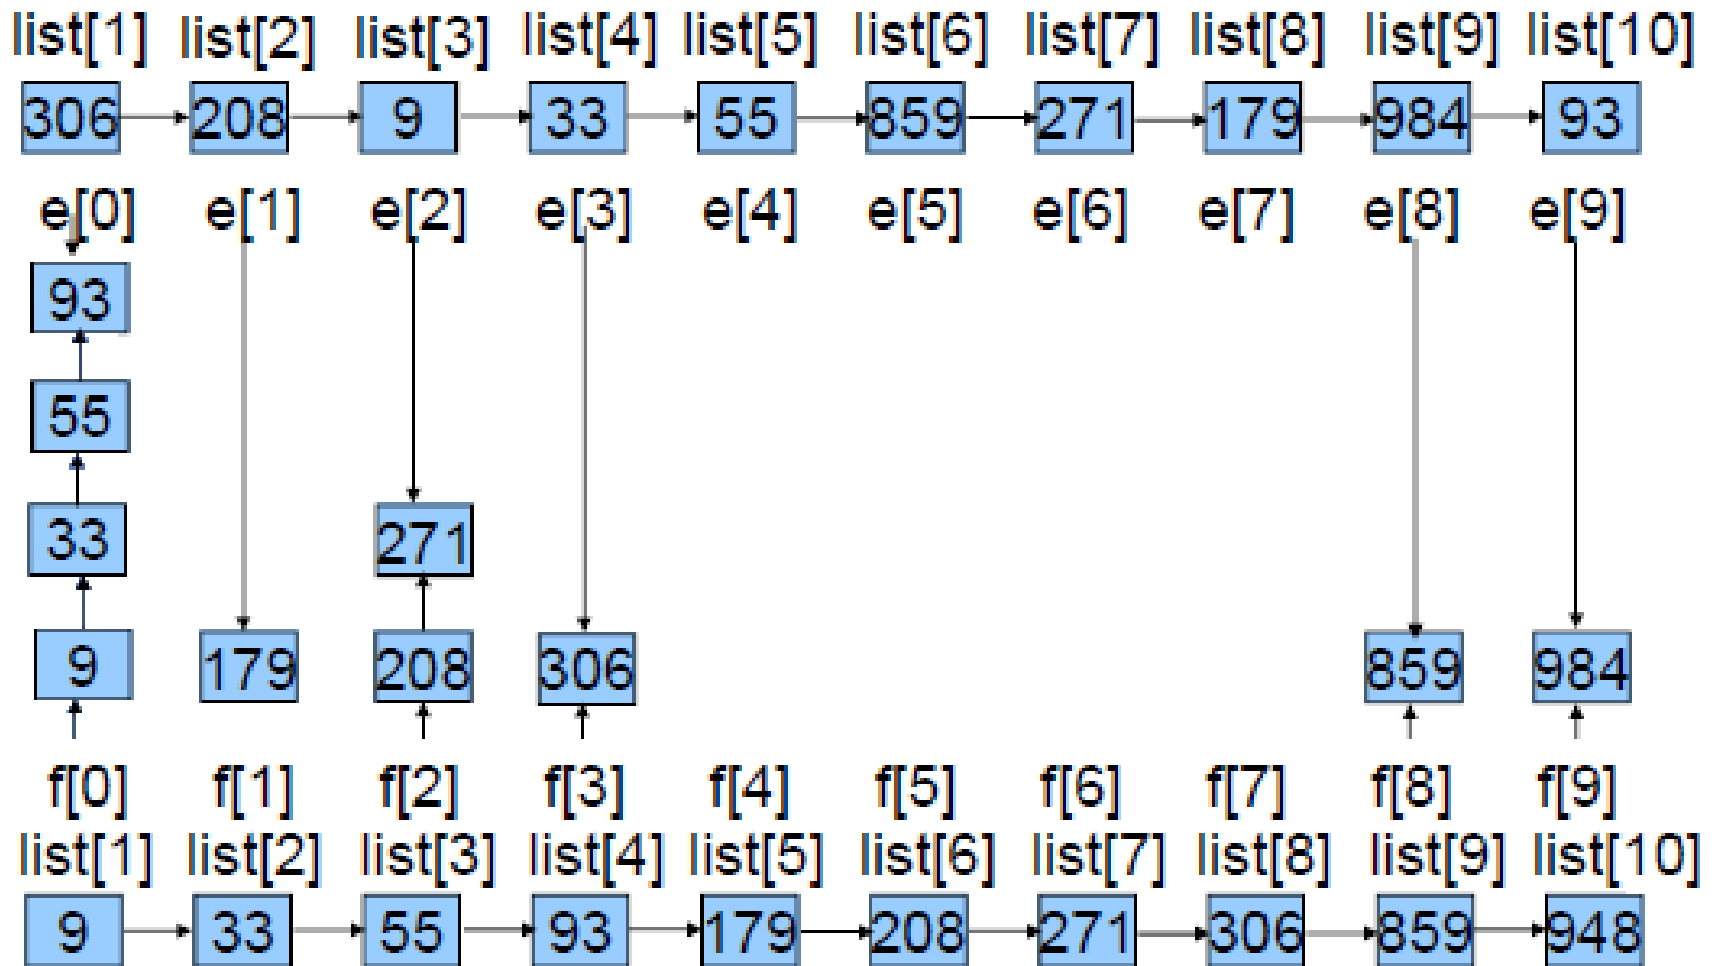 list[1] list[2] list[3] list[4] list[5] list[6] list[7] list[8] list[9] list[10]
306 208 9 33 55 859 271 179 984 93
e[0] e[1] e[2] e[3] e[4] e[5] e[6] e[7] e[8] e[9]
93
55
33 271
9 179 208 306 859 984
f[0] f[1] f[2] f[3] f[4] f[5] f[6] f[7] f[8] f[9]
list[1] list[2] list[3] list[4] list[5] list[6] list[7] list[8] list[9] list[10]
9 33 55 93 179 208 271 306 859 948